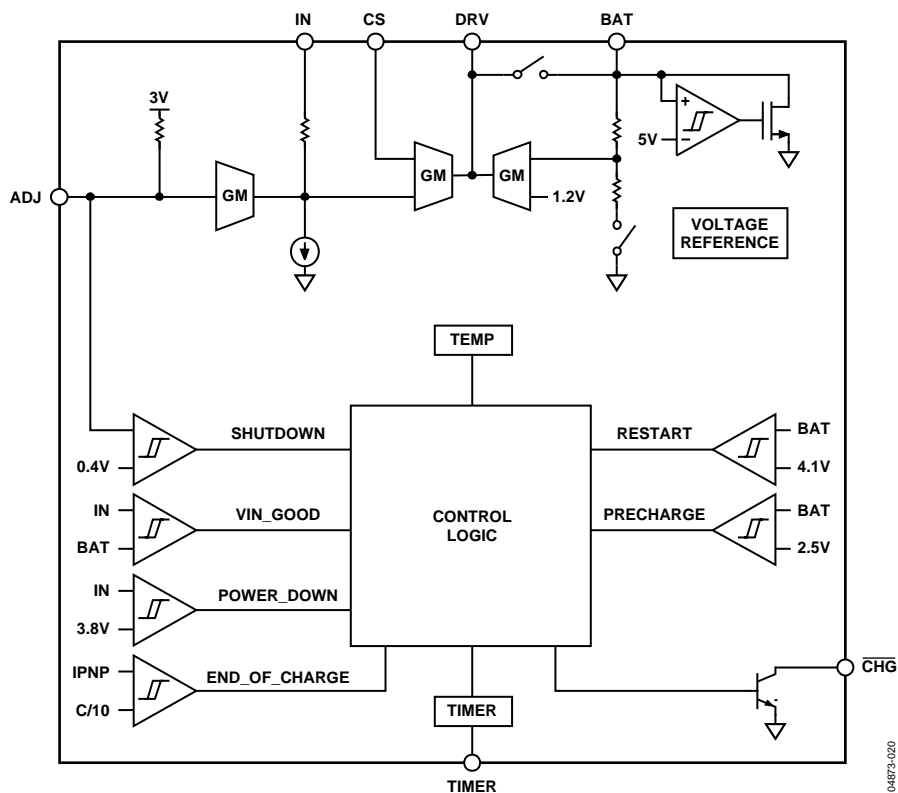 IN
CS
DRV
BAT
3V
+
5V
−
ADJ
GM
GM
GM
1.2V
VOLTAGE
REFERENCE
TEMP
SHUTDOWN
0.4V
RESTART
BAT
4.1V
IN
VIN_GOOD
BAT
CONTROL
LOGIC
PRECHARGE
BAT
2.5V
IN
POWER_DOWN
3.8V
IPNP
END_OF_CHARGE
C/10
TIMER
CHG
TIMER
04873-020